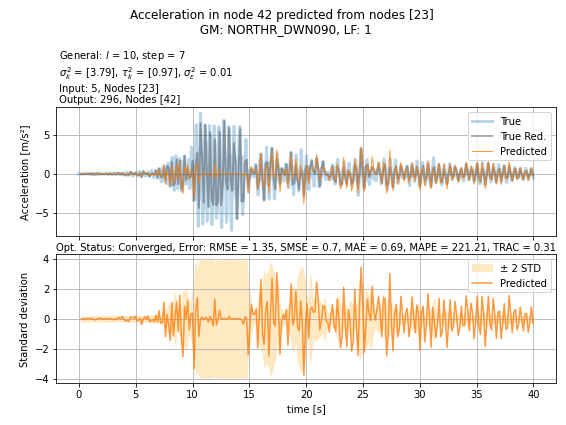 Acceleration in node 42 predicted from nodes [23]
GM: NORTHR_DWN090, LF: 1
General: l = 10, step = 7
σ²ₖ = [3.79], τ²ₖ = [0.97], σ²ε = 0.01
Input: 5, Nodes [23]
Output: 296, Nodes [42]
Acceleration [m/s²]
5
0
−5
True
True Red.
Predicted
Opt. Status: Converged, Error: RMSE = 1.35, SMSE = 0.7, MAE = 0.69, MAPE = 221.21, TRAC = 0.31
Standard deviation
4
2
0
−2
−4
± 2 STD
Predicted
0 5 10 15 20 25 30 35 40
time [s]